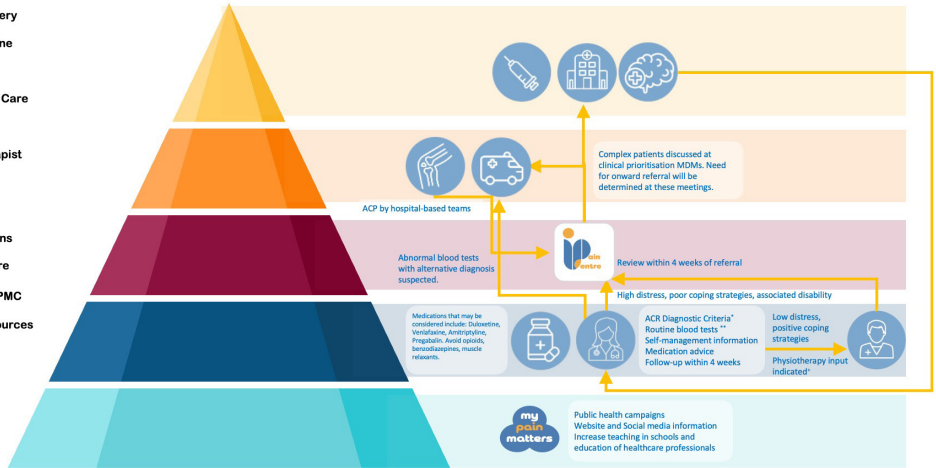 ery
ne
Care
pist
ns
re
PMC
ources
Complex patients discussed at
clinical prioritisation MDMs. Need
for onward referral will be
determined at these meetings.
ACP by hospital-based teams
Abnormal blood tests
with alternative diagnosis
suspected.
ip
ain
entre
Review within 4 weeks of referral
High distress, poor coping strategies, associated disability
Medications that may be
considered include: Duloxetine,
Venlafaxine, Amitriptyline,
Pregabalin. Avoid opioids,
benzodiazepines, muscle
relaxants.
ACR Diagnostic Criteria*
Routine blood tests **
Self-management information
Medication advice
Follow-up within 4 weeks
Low distress,
positive coping
strategies
Physiotherapy input
indicated+
my
pain
matters
Public health campaigns
Website and Social media information
Increase teaching in schools and
education of healthcare professionals